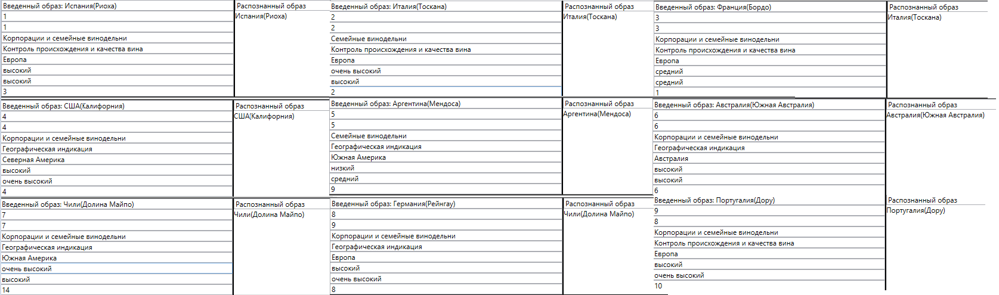 Введенный образ: Испания(Риоха)
Распознанный образ
1
Испания(Риоха)
1
Корпорации и семейные винодельни
Контроль происхождения и качества вина
Европа
высокий
высокий
3
Введенный образ: Италия(Тоскана)
Распознанный образ
2
Италия(Тоскана)
2
Семейные винодельни
Контроль происхождения и качества вина
Европа
очень высокий
высокий
2
Введенный образ: Франция(Бордо)
Распознанный образ
3
Италия(Тоскана)
3
Корпорации и семейные винодельни
Контроль происхождения и качества вина
Европа
средний
средний
1
Введенный образ: США(Калифорния)
Распознанный образ
4
США(Калифорния)
4
Корпорации и семейные винодельни
Географическая индикация
Северная Америка
высокий
очень высокий
4
Введенный образ: Аргентина(Мендоса)
Распознанный образ
5
Аргентина(Мендоса)
5
Семейные винодельни
Географическая индикация
Южная Америка
низкий
средний
9
Введенный образ: Австралия(Южная Австралия)
Распознанный образ
6
Австралия(Южная Австралия)
6
Корпорации и семейные винодельни
Географическая индикация
Австралия
высокий
высокий
6
Введенный образ: Чили(Долина Майпо)
Распознанный образ
7
Чили(Долина Майпо)
7
Корпорации и семейные винодельни
Географическая индикация
Южная Америка
очень высокий
высокий
14
Введенный образ: Германия(Рейнгау)
Распознанный образ
8
Чили(Долина Майпо)
9
Корпорации и семейные винодельни
Географическая индикация
Европа
высокий
очень высокий
8
Введенный образ: Португалия(Дору)
Распознанный образ
9
Португалия(Дору)
8
Корпорации и семейные винодельни
Контроль происхождения и качества вина
Европа
высокий
очень высокий
10